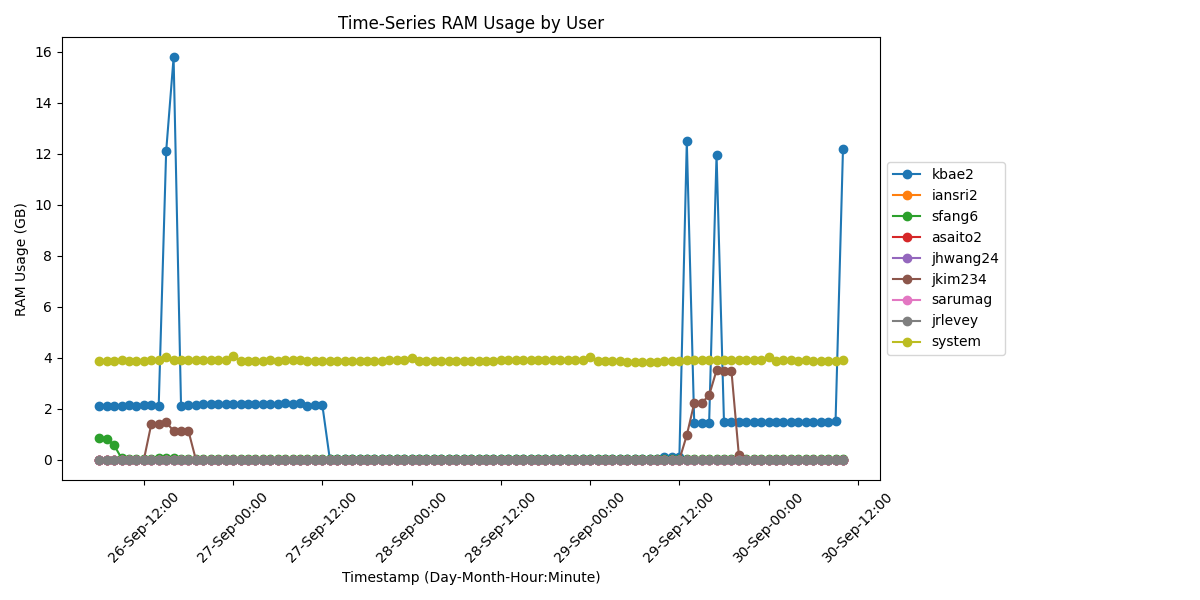 Time-Series RAM Usage by User
RAM Usage (GB)
16
14
12
10
8
6
4
2
0
26-Sep-12:00
27-Sep-00:00
27-Sep-12:00
28-Sep-00:00
28-Sep-12:00
29-Sep-00:00
29-Sep-12:00
30-Sep-00:00
30-Sep-12:00
Timestamp (Day-Month-Hour:Minute)
kbae2
iansri2
sfang6
asaito2
jhwang24
jkim234
sarumag
jrlevey
system